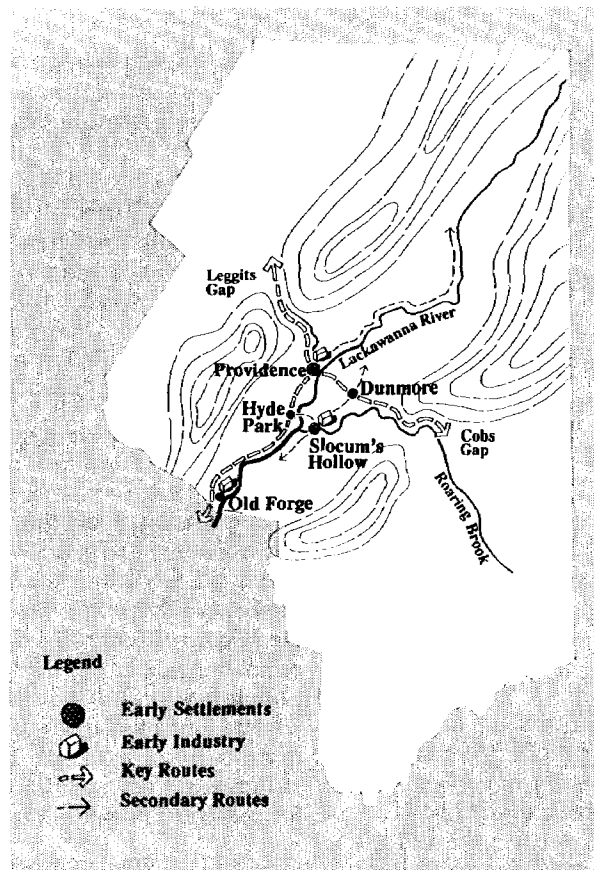 Leggits
Gap
Lackawanna River
Providence
Dunmore
Hyde
Park
Slocum's
Hollow
Cobs
Gap
Old Forge
Roaring Brook
Legend
Early Settlements
Early Industry
Key Routes
Secondary Routes